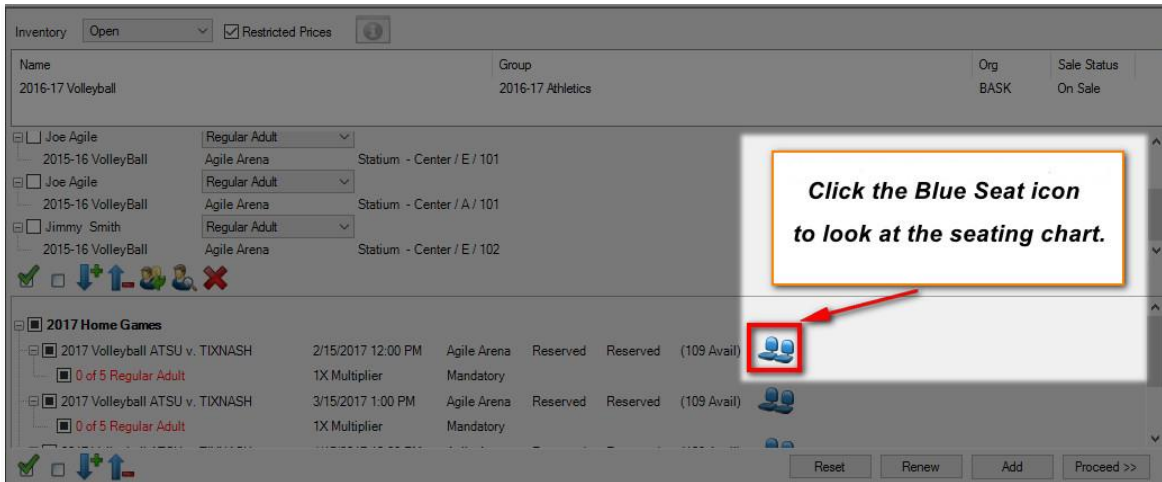 Inventory Open Restricted Prices
Name Group Org Sale Status
2016-17 Volleyball 2016-17 Athletics BASK On Sale
Joe Agile Regular Adult
2015-16 VolleyBall Agile Arena Statium - Center / E / 101
Joe Agile Regular Adult
2015-16 VolleyBall Agile Arena Statium - Center / A / 101
Jimmy Smith Regular Adult
2015-16 VolleyBall Agile Arena Statium - Center / E / 102
Click the Blue Seat icon
to look at the seating chart.
2017 Home Games
2017 Volleyball ATSU v. TIXNASH 2/15/2017 12:00 PM Agile Arena Reserved Reserved (109 Avail)
0 of 5 Regular Adult 1X Multiplier Mandatory
2017 Volleyball ATSU v. TIXNASH 3/15/2017 1:00 PM Agile Arena Reserved Reserved (109 Avail)
0 of 5 Regular Adult 1X Multiplier Mandatory
Reset Renew Add Proceed >>